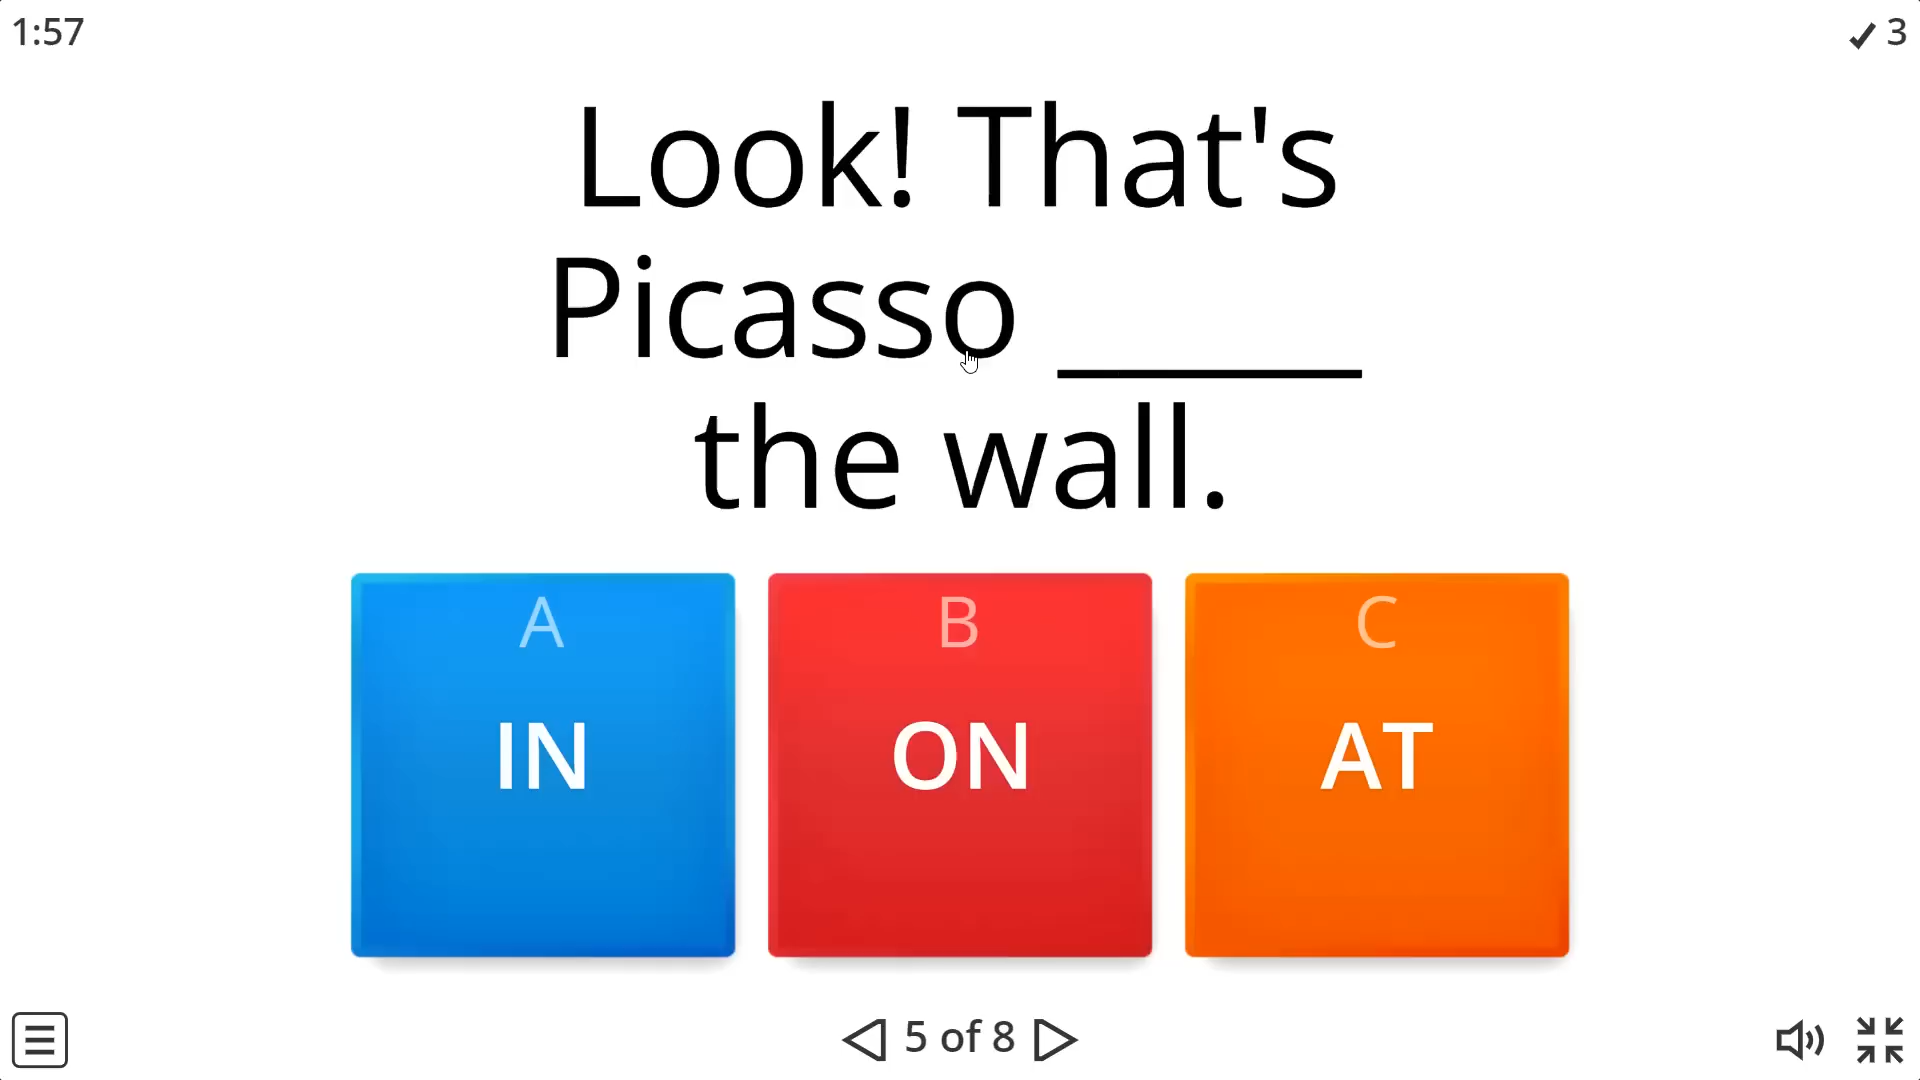 1:57
✓ 3
Look! That's
Picasso ______
the wall.
A
IN
B
ON
C
AT
5 of 8